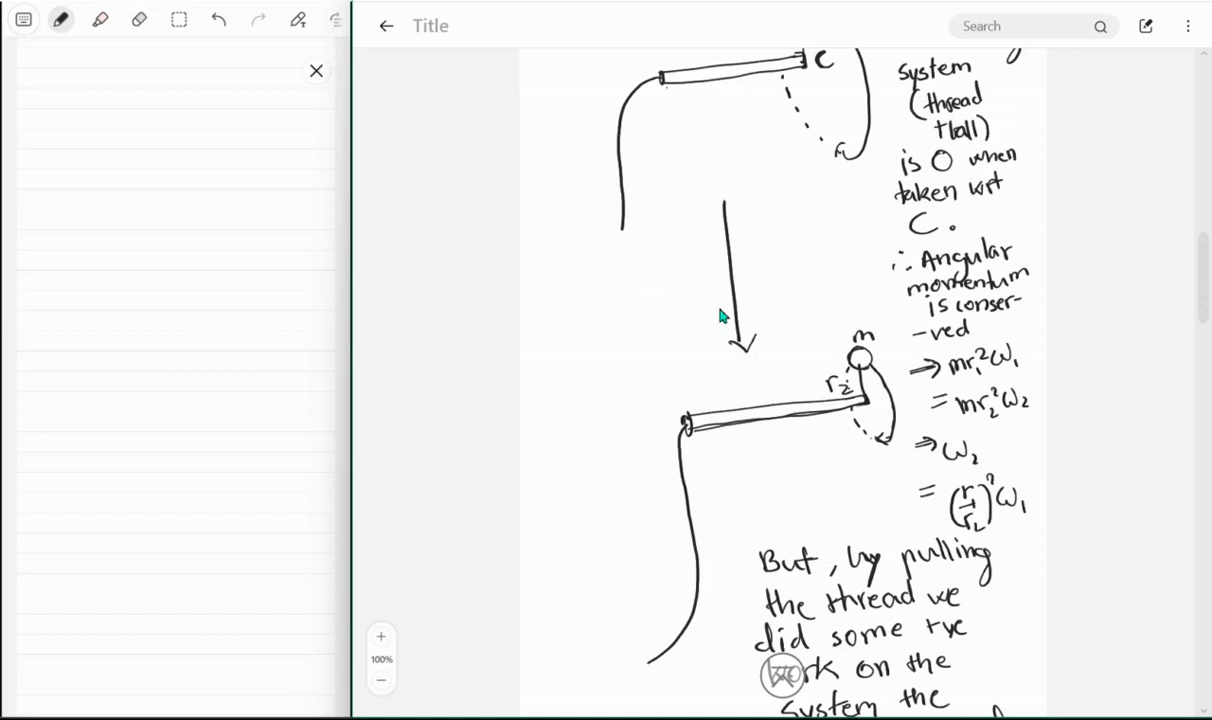 Title
Search
C
system
(thread
+ball)
is 0 when
taken wrt
C.
∴ Angular
momentum
is conser-
-ved
m
r₂
⇒ mr₁²ω₁
= mr₂²ω₂
⇒ ω₂
= (r₁/r₂)²ω₁
But, by pulling
the thread we
did some +ve
work on the
system the
100%